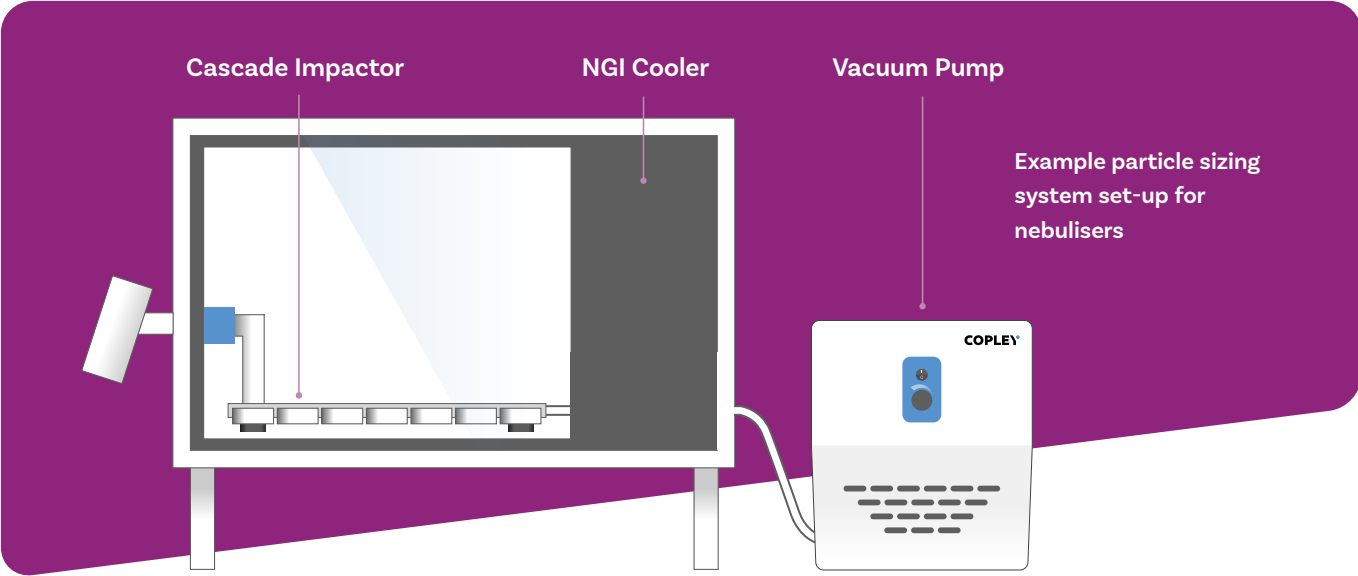 Cascade Impactor
NGI Cooler
Vacuum Pump
Example particle sizing
system set-up for
nebulisers
COPLEY